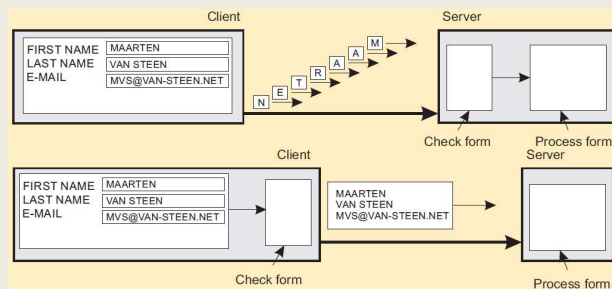 Client
Server
FIRST NAME MAARTEN
LAST NAME VAN STEEN
E-MAIL MVS@VAN-STEEN.NET
N E T R A A M
Check form
Process form
Client
Server
FIRST NAME MAARTEN
LAST NAME VAN STEEN
E-MAIL MVS@VAN-STEEN.NET
MAARTEN
VAN STEEN
MVS@VAN-STEEN.NET
Check form
Process form